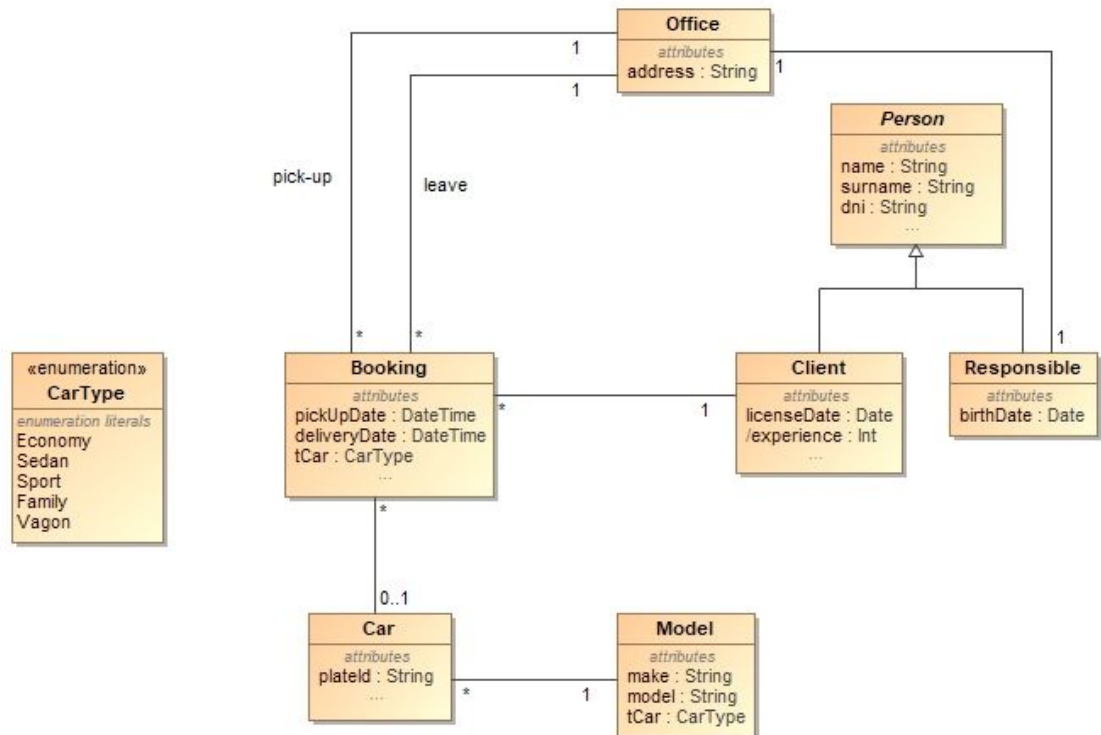 Office
attributes
address : String
1
1
1
pick-up
leave
Person
attributes
name : String
surname : String
dni : String
...
*
*
1
«enumeration»
CarType
enumeration literals
Economy
Sedan
Sport
Family
Vagon
Booking
attributes
pickUpDate : DateTime
deliveryDate : DateTime
tCar : CarType
...
*
1
Client
attributes
licenseDate : Date
/experience : Int
...
Responsible
attributes
birthDate : Date
*
0..1
Car
attributes
plateId : String
...
*
1
Model
attributes
make : String
model : String
tCar : CarType